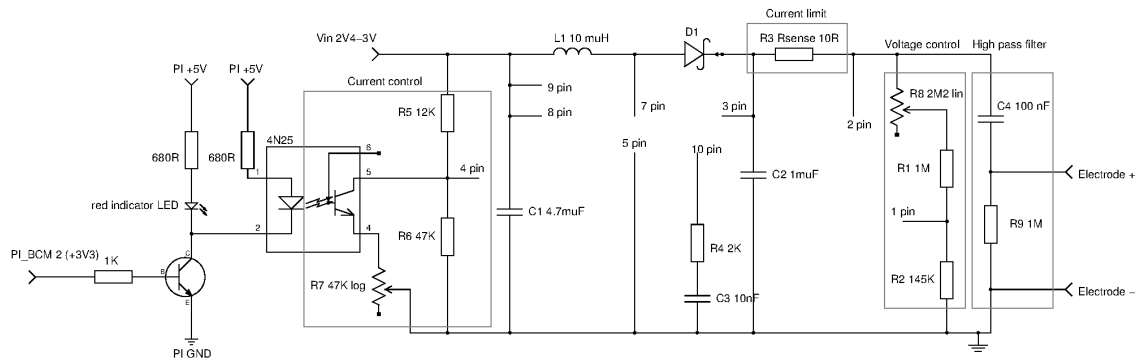 Current limit
Vin 2V4-3V
L1 10 muH
D1
R3 Rsense 10R
Voltage control
High pass filter
PI +5V
PI +5V
Current control
9 pin
8 pin
7 pin
3 pin
2 pin
R8 2M2 lin
C4 100 nF
R5 12K
4N25
680R
680R
6
5
1
4 pin
5 pin
10 pin
C2 1muF
R1 1M
Electrode +
red indicator LED
2
4
C1 4.7muF
1 pin
R9 1M
R6 47K
R4 2K
PI_BCM 2 (+3V3)
1K
C
B
E
R7 47K log
C3 10nF
R2 145K
Electrode -
PI GND